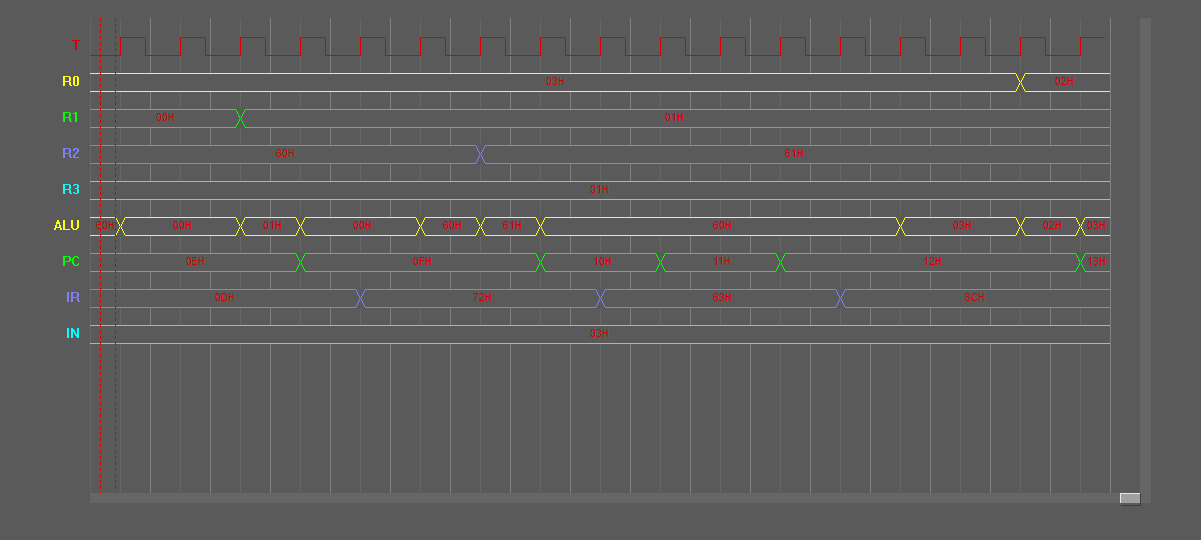 T
R0 03H 02H
R1 00H 01H
R2 60H 61H
R3 01H
ALU E0H 00H 01H 00H 60H 61H 60H 03H 02H 03H
PC 0EH 0FH 10H 11H 12H 13H
IR 0DH 72H 63H 8CH
IN 03H